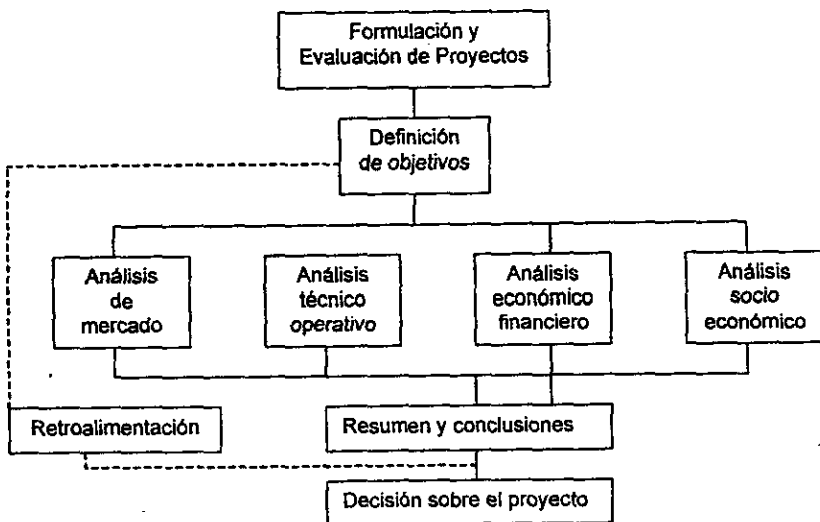 Formulación y
Evaluación de Proyectos
Definición
de objetivos
Análisis
de
mercado
Análisis
técnico
operativo
Análisis
económico
financiero
Análisis
socio
económico
Retroalimentación
Resumen y conclusiones
Decisión sobre el proyecto